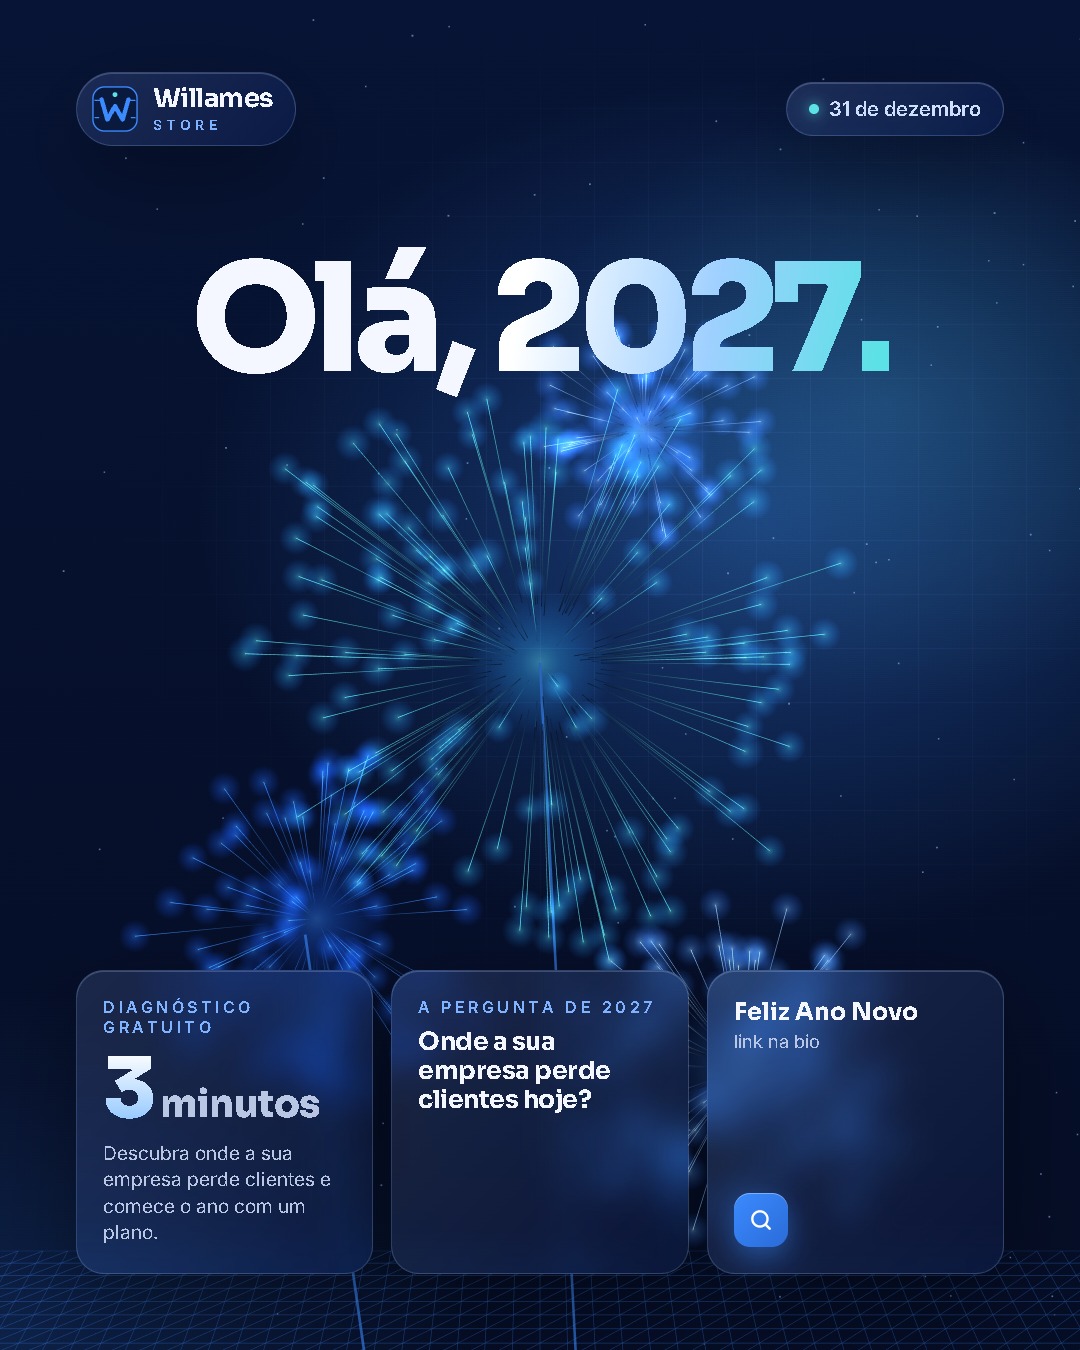 Willames
STORE
31 de dezembro
Olá, 2027.
DIAGNÓSTICO
GRATUITO
3 minutos
Descubra onde a sua
empresa perde clientes e
comece o ano com um
plano.
A PERGUNTA DE 2027
Onde a sua
empresa perde
clientes hoje?
Feliz Ano Novo
link na bio